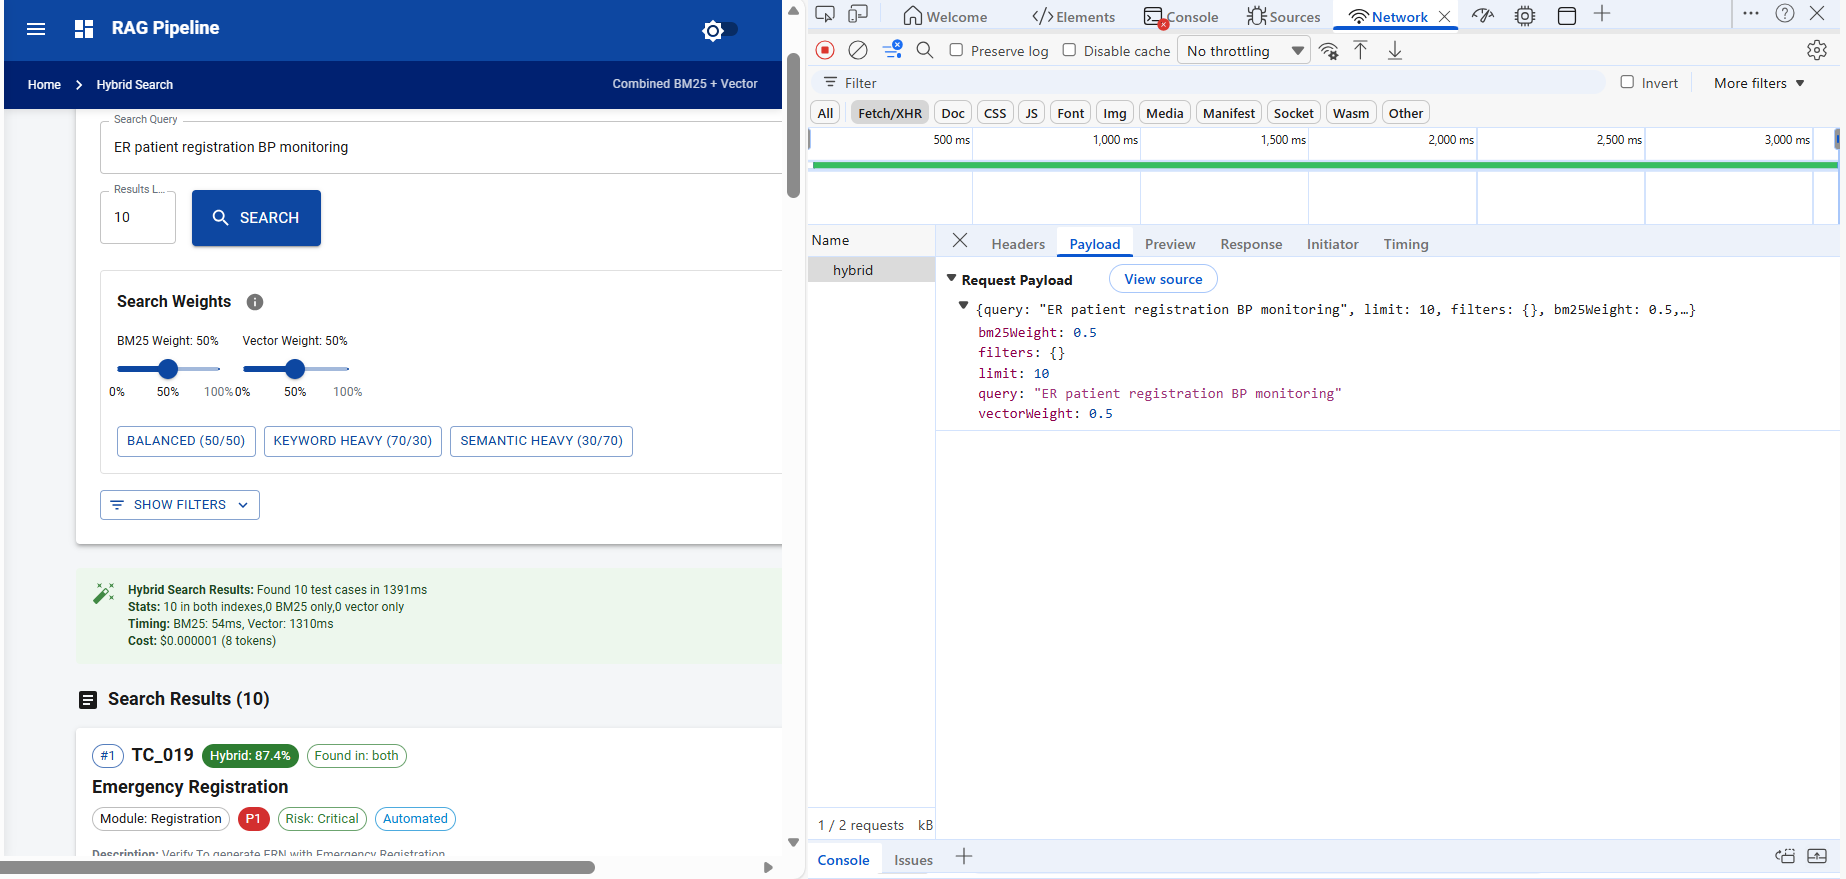 RAG Pipeline
Home > Hybrid Search
Combined BM25 + Vector
Search Query
ER patient registration BP monitoring
Results L...
10
SEARCH
Search Weights
BM25 Weight: 50%
Vector Weight: 50%
0% 50% 100%
0% 50% 100%
BALANCED (50/50)
KEYWORD HEAVY (70/30)
SEMANTIC HEAVY (30/70)
SHOW FILTERS
Hybrid Search Results: Found 10 test cases in 1391ms
Stats: 10 in both indexes,0 BM25 only,0 vector only
Timing: BM25: 54ms, Vector: 1310ms
Cost: $0.000001 (8 tokens)
Search Results (10)
#1 TC_019 Hybrid: 87.4% Found in: both
Emergency Registration
Module: Registration P1 Risk: Critical Automated
Description: Verify To generate ERN with Emergency Registration
Welcome
Elements
Console
Sources
Network
Preserve log
Disable cache
No throttling
Filter
Invert
More filters
All Fetch/XHR Doc CSS JS Font Img Media Manifest Socket Wasm Other
500 ms 1,000 ms 1,500 ms 2,000 ms 2,500 ms 3,000 ms
Name
hybrid
1 / 2 requests kB
Headers Payload Preview Response Initiator Timing
Request Payload
View source
{query: "ER patient registration BP monitoring", limit: 10, filters: {}, bm25Weight: 0.5,…}
bm25Weight: 0.5
filters: {}
limit: 10
query: "ER patient registration BP monitoring"
vectorWeight: 0.5
Console
Issues